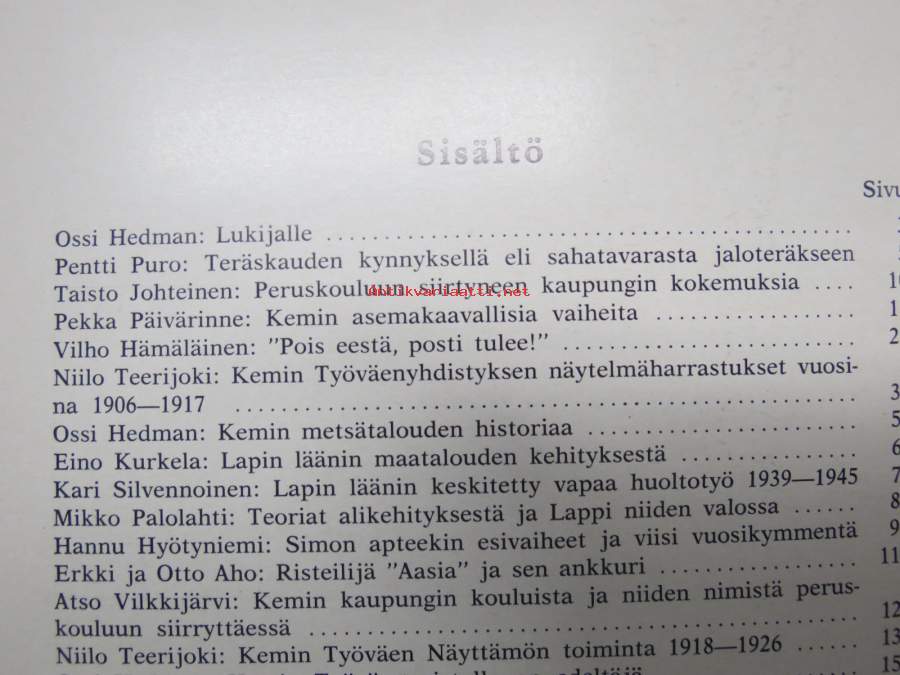 Sisältö
Sivu
Ossi Hedman: Lukijalle ................................................
Pentti Puro: Teräskauden kynnyksellä eli sahatavarasta jaloteräkseen
Taisto Johteinen: Peruskouluun siirtyneen kaupungin kokemuksia ....
antikvariaatti.net
Pekka Päivärinne: Kemin asemakaavallisia vaiheita ..................
Vilho Hämäläinen: "Pois eestä, posti tulee!" ...........................
Niilo Teerijoki: Kemin Työväenyhdistyksen näytelmäharrastukset vuosi-
na 1906—1917 ........................................................
Ossi Hedman: Kemin metsätalouden historiaa ........................
Eino Kurkela: Lapin läänin maatalouden kehityksestä ................
Kari Silvennoinen: Lapin läänin keskitetty vapaa huoltotyö 1939—1945
Mikko Palolahti: Teoriat alikehityksestä ja Lappi niiden valossa ......
Hannu Hyötyniemi: Simon apteekin esivaiheet ja viisi vuosikymmentä
Erkki ja Otto Aho: Risteilijä "Aasia" ja sen ankkuri ..................
Atso Vilkkijärvi: Kemin kaupungin kouluista ja niiden nimistä perus-
kouluun siirryttäessä ..................................................
Niilo Teerijoki: Kemin Työväen Näyttämön toiminta 1918—1926 ......